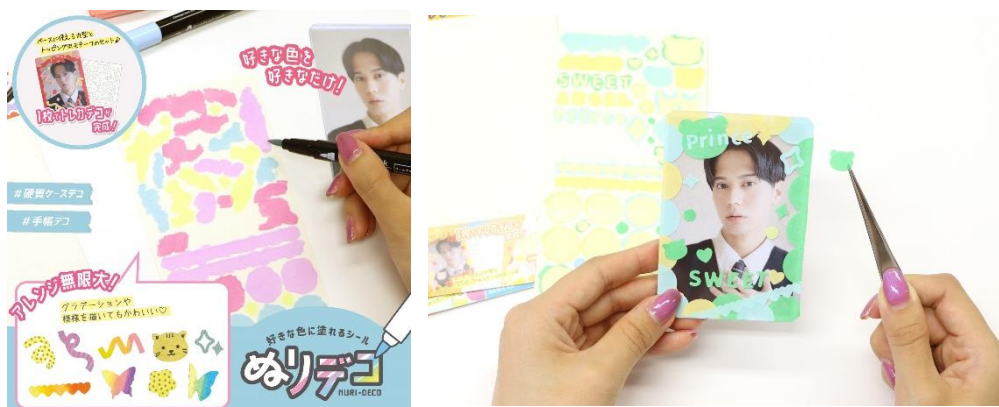 ベースに使える大型と
トッピングのモチーフのセット♪
1枚でトレカデコが
完成!
好きな色を
好きなだけ!
#硬質ケースデコ
#手帳デコ
アレンジ無限大!
グラデーションや
模様を描いてもかわいい♡
好きな色に塗れるシール
ぬりデコ
NURI-DECO
SWEET
Prince
SWEET